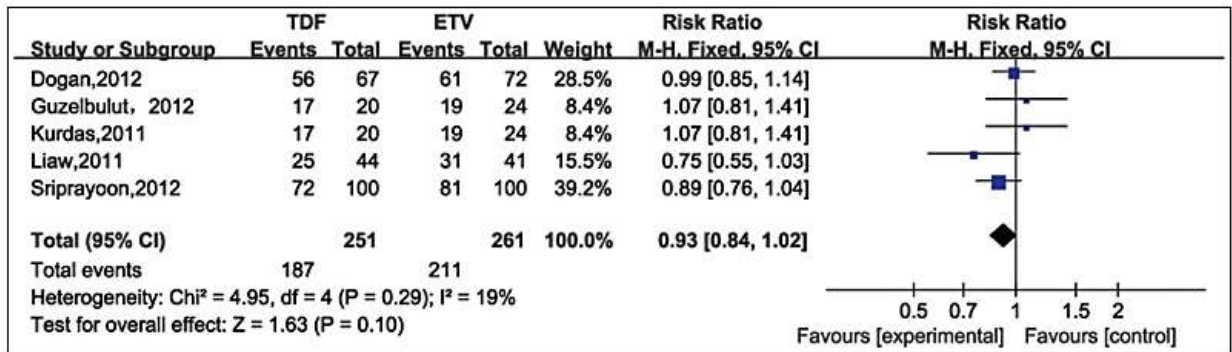 TDF ETV Risk Ratio Risk Ratio
Study or Subgroup Events Total Events Total Weight M-H, Fixed, 95% CI M-H, Fixed, 95% CI
Dogan,2012 56 67 61 72 28.5% 0.99 [0.85, 1.14]
Guzelbulut, 2012 17 20 19 24 8.4% 1.07 [0.81, 1.41]
Kurdas,2011 17 20 19 24 8.4% 1.07 [0.81, 1.41]
Liaw,2011 25 44 31 41 15.5% 0.75 [0.55, 1.03]
Sriprayoon,2012 72 100 81 100 39.2% 0.89 [0.76, 1.04]
Total (95% CI) 251 261 100.0% 0.93 [0.84, 1.02]
Total events 187 211
Heterogeneity: Chi² = 4.95, df = 4 (P = 0.29); I² = 19%
Test for overall effect: Z = 1.63 (P = 0.10)
0.5 0.7 1 1.5 2
Favours [experimental] Favours [control]